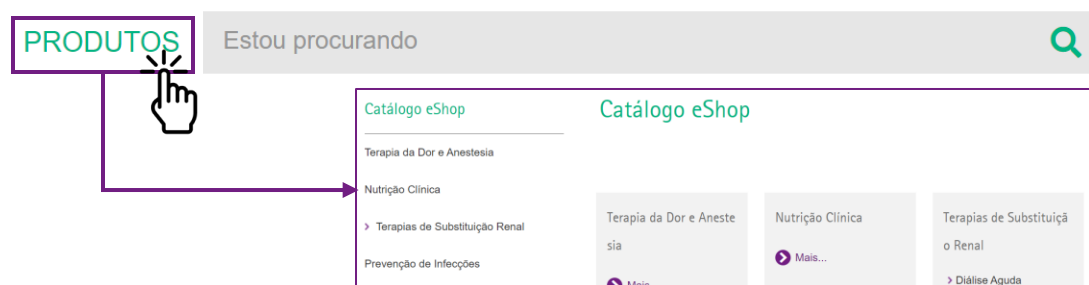 PRODUTOS
Estou procurando
Catálogo eShop
Terapia da Dor e Anestesia
Nutrição Clínica
Terapias de Substituição Renal
Prevenção de Infecções
Catálogo eShop
Terapia da Dor e Aneste
sia
Mais...
Nutrição Clínica
Mais...
Terapias de Substituiçã
o Renal
Diálise Aguda